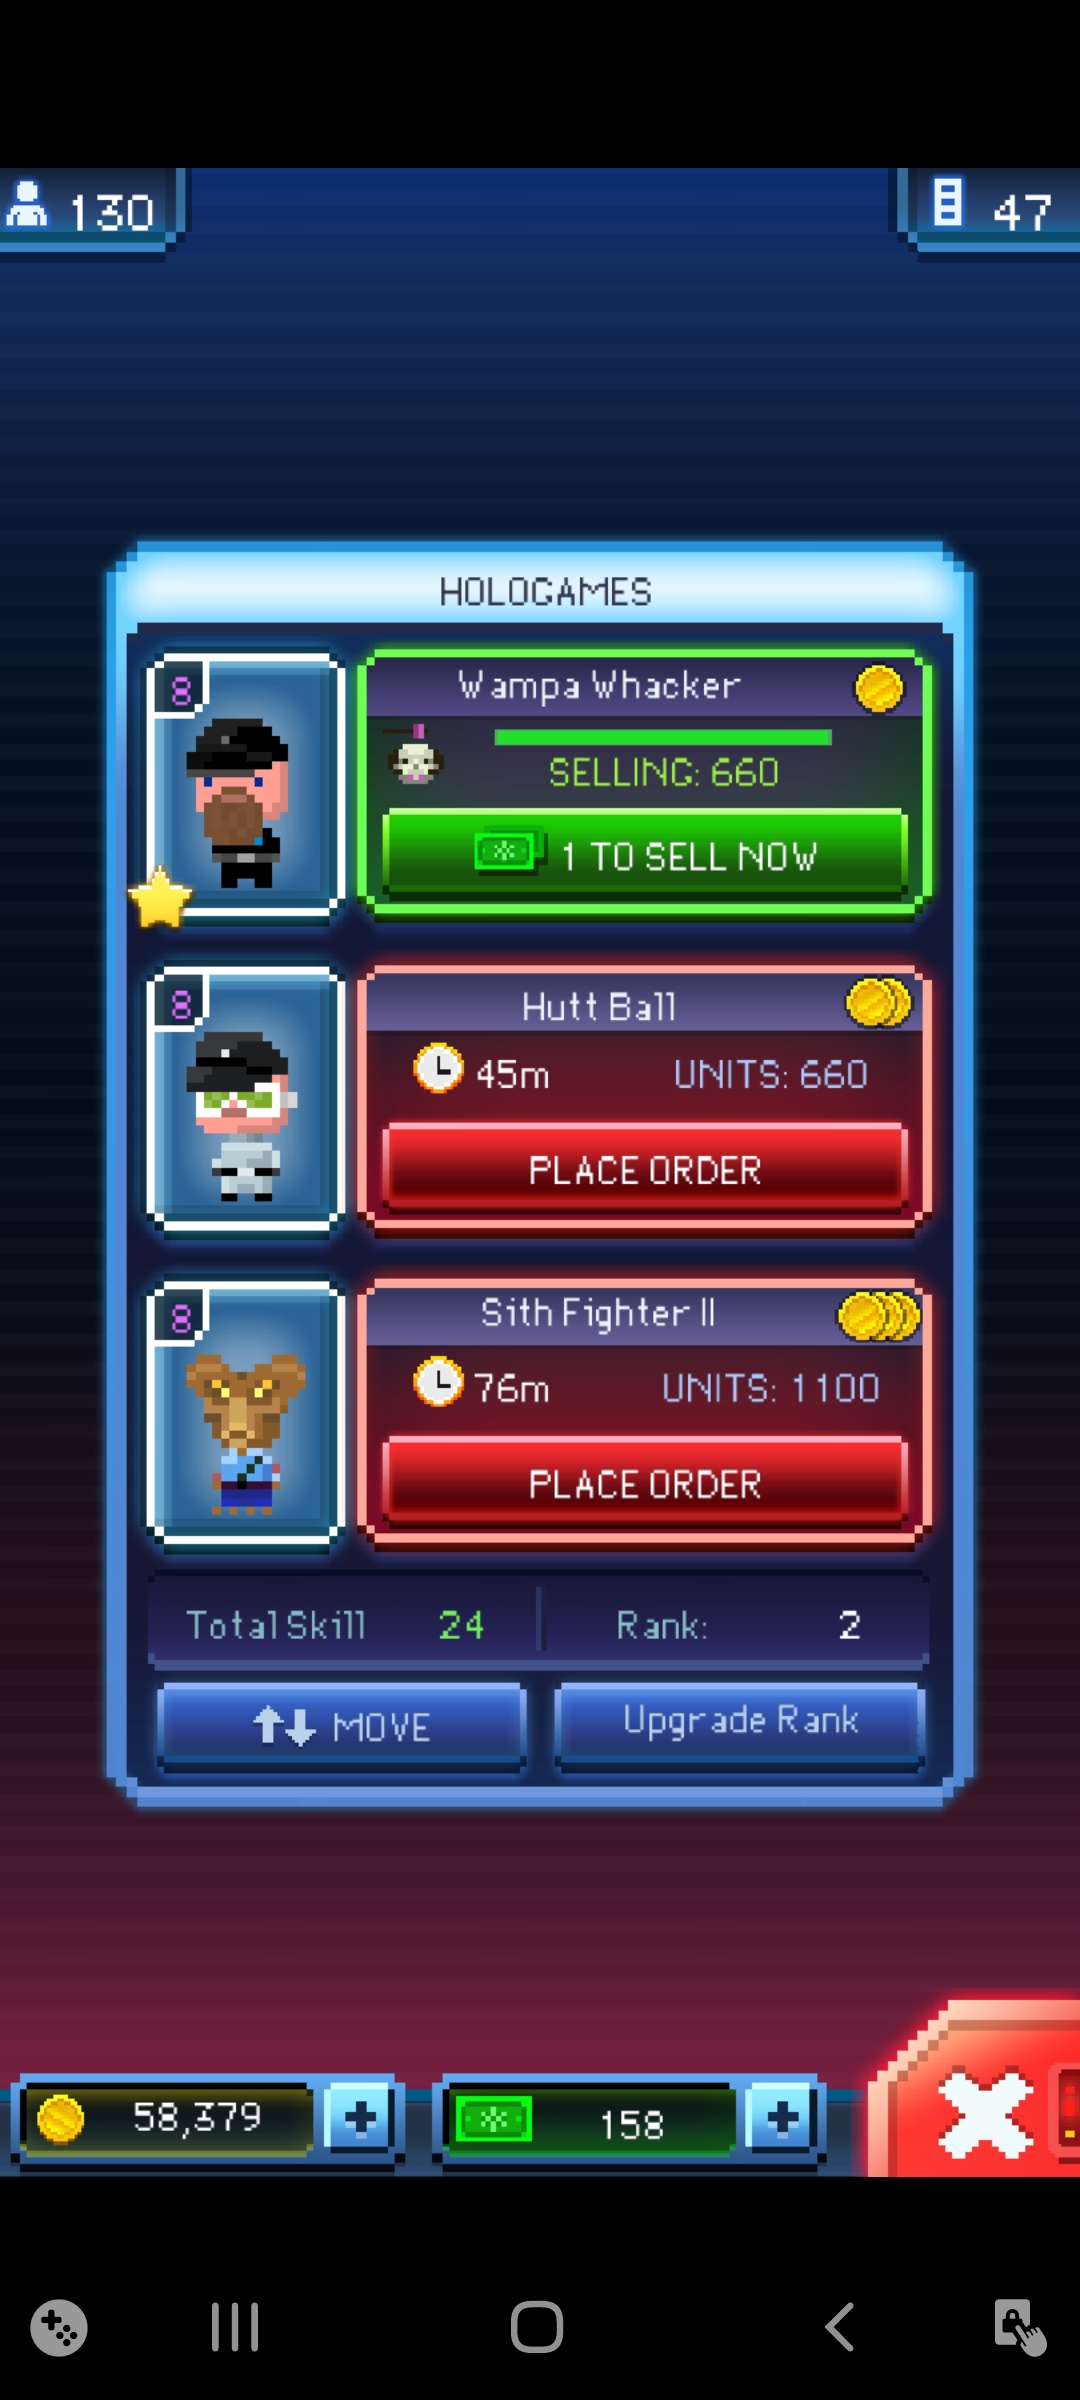 130
47
HOLOGAMES
8
Wampa Whacker
SELLING: 660
1 TO SELL NOW
8
Hutt Ball
45m UNITS: 660
PLACE ORDER
8
Sith Fighter II
76m UNITS: 1100
PLACE ORDER
Total Skill 24 Rank: 2
MOVE Upgrade Rank
58,379 158